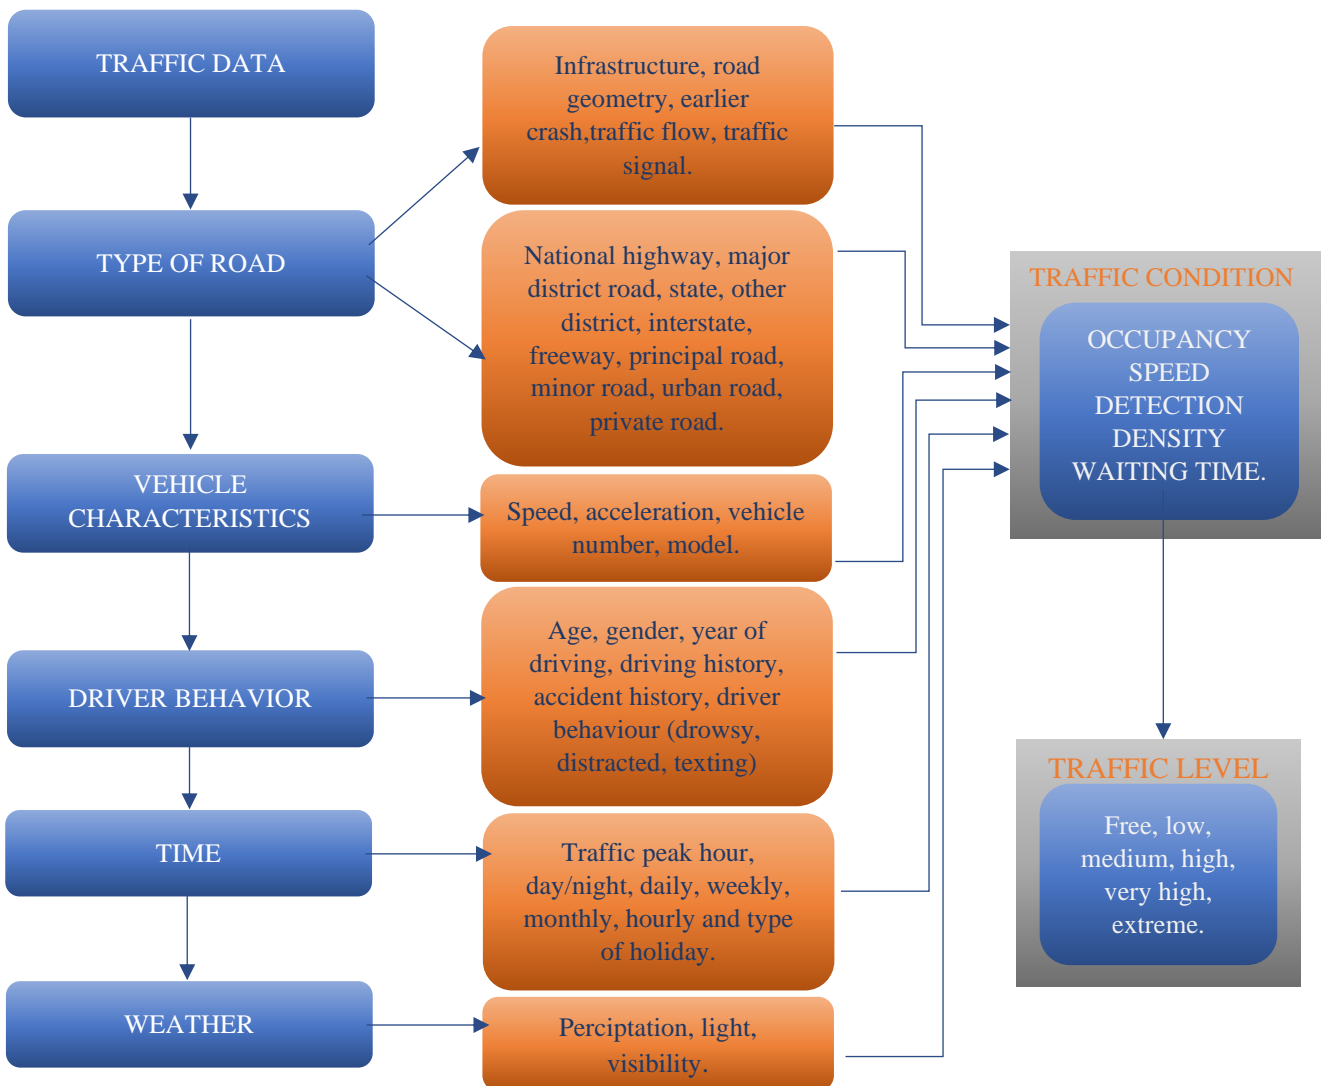 TRAFFIC DATA
Infrastructure, road
geometry, earlier
crash,traffic flow, traffic
signal.
TYPE OF ROAD
National highway, major
district road, state, other
district, interstate,
freeway, principal road,
minor road, urban road,
private road.
VEHICLE
CHARACTERISTICS
Speed, acceleration, vehicle
number, model.
DRIVER BEHAVIOR
Age, gender, year of
driving, driving history,
accident history, driver
behaviour (drowsy,
distracted, texting)
TIME
Traffic peak hour,
day/night, daily, weekly,
monthly, hourly and type
of holiday.
WEATHER
Perciptation, light,
visibility.
TRAFFIC CONDITION
OCCUPANCY
SPEED
DETECTION
DENSITY
WAITING TIME.
TRAFFIC LEVEL
Free, low,
medium, high,
very high,
extreme.